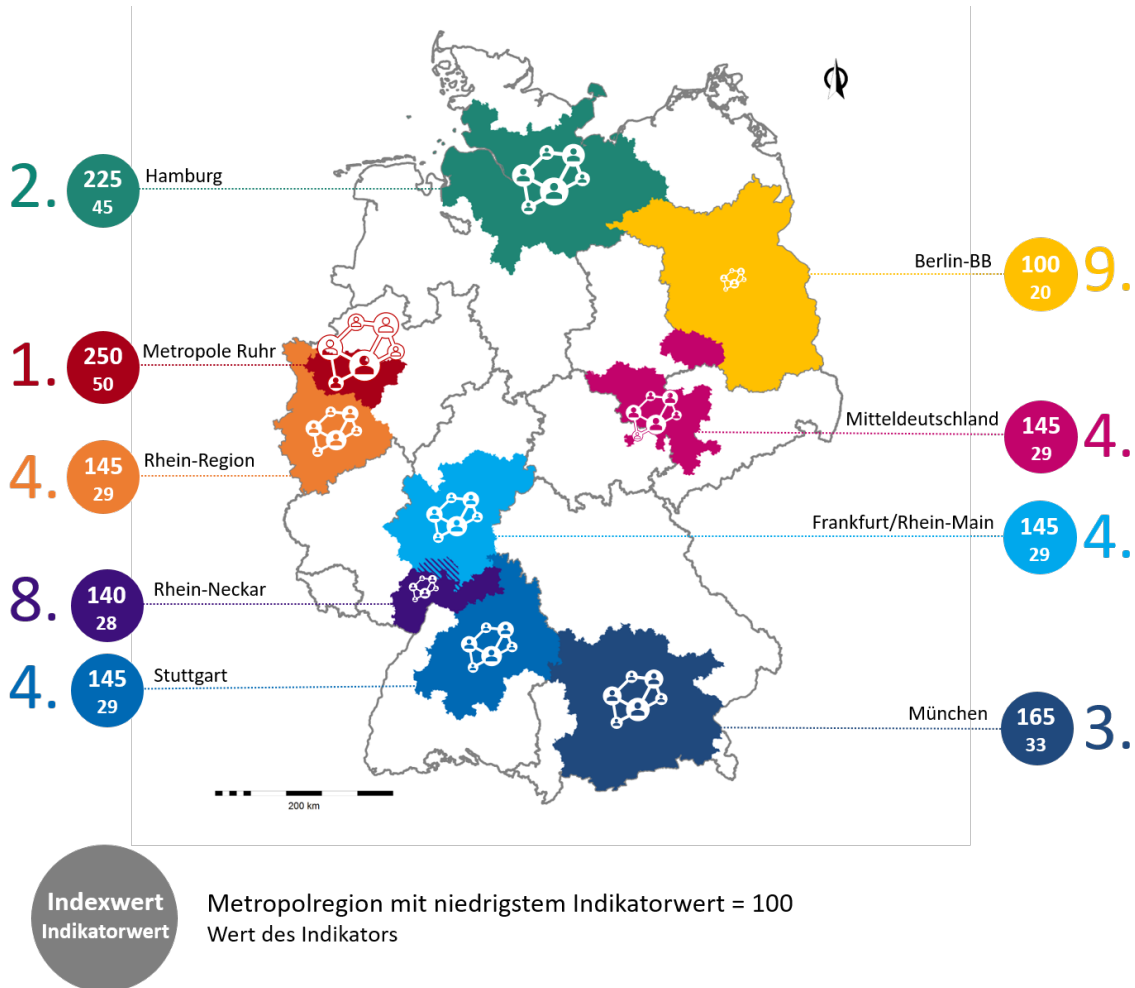 2.
225
45
Hamburg
Berlin-BB
100
20
9.
1.
250
50
Metropole Ruhr
4.
145
29
Rhein-Region
Mitteldeutschland
145
29
4.
Frankfurt/Rhein-Main
145
29
4.
8.
140
28
Rhein-Neckar
4.
145
29
Stuttgart
München
165
33
3.
200 km
Indexwert
Indikatorwert
Metropolregion mit niedrigstem Indikatorwert = 100
Wert des Indikators